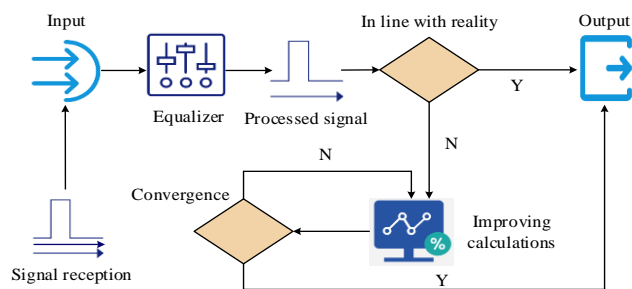 Input
In line with reality
Output
Equalizer
Processed signal
Y
N
N
Convergence
Improving
calculations
%
Signal reception
Y